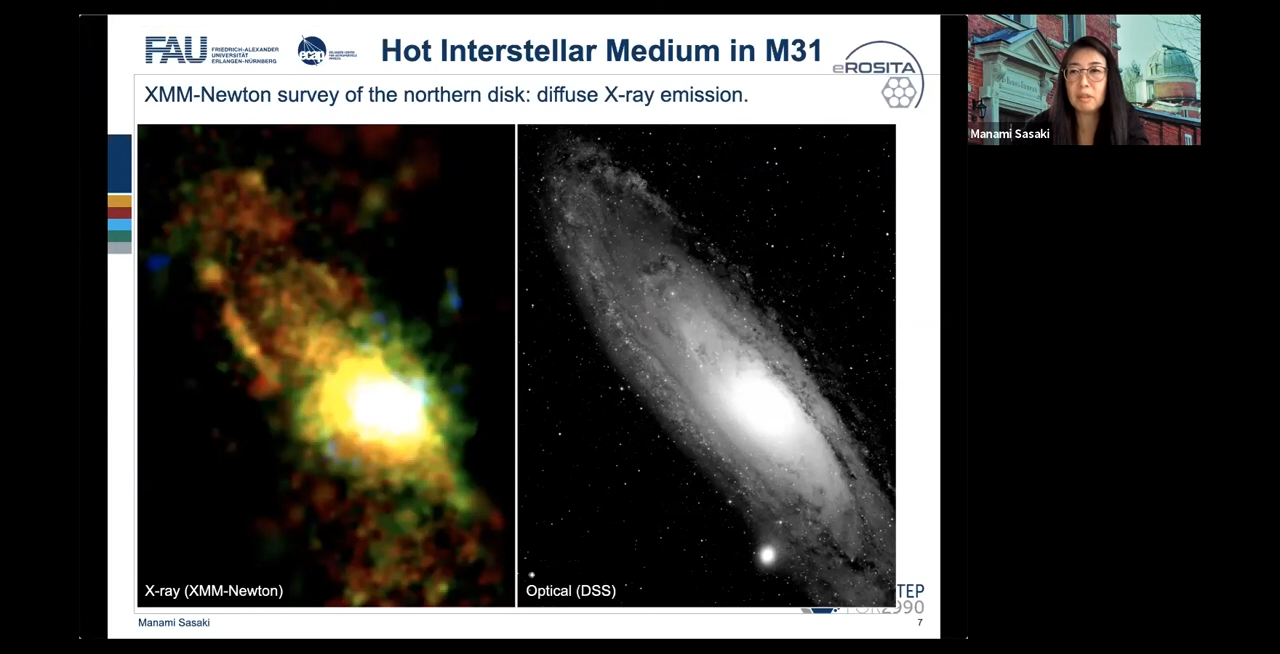 FAU
FRIEDRICH-ALEXANDER
UNIVERSITÄT
ERLANGEN-NÜRNBERG
ecap
Hot Interstellar Medium in M31
eROSITA
XMM-Newton survey of the northern disk: diffuse X-ray emission.
Manami Sasaki
X-ray (XMM-Newton)
Optical (DSS)
TEP
FOR2990
Manami Sasaki
7